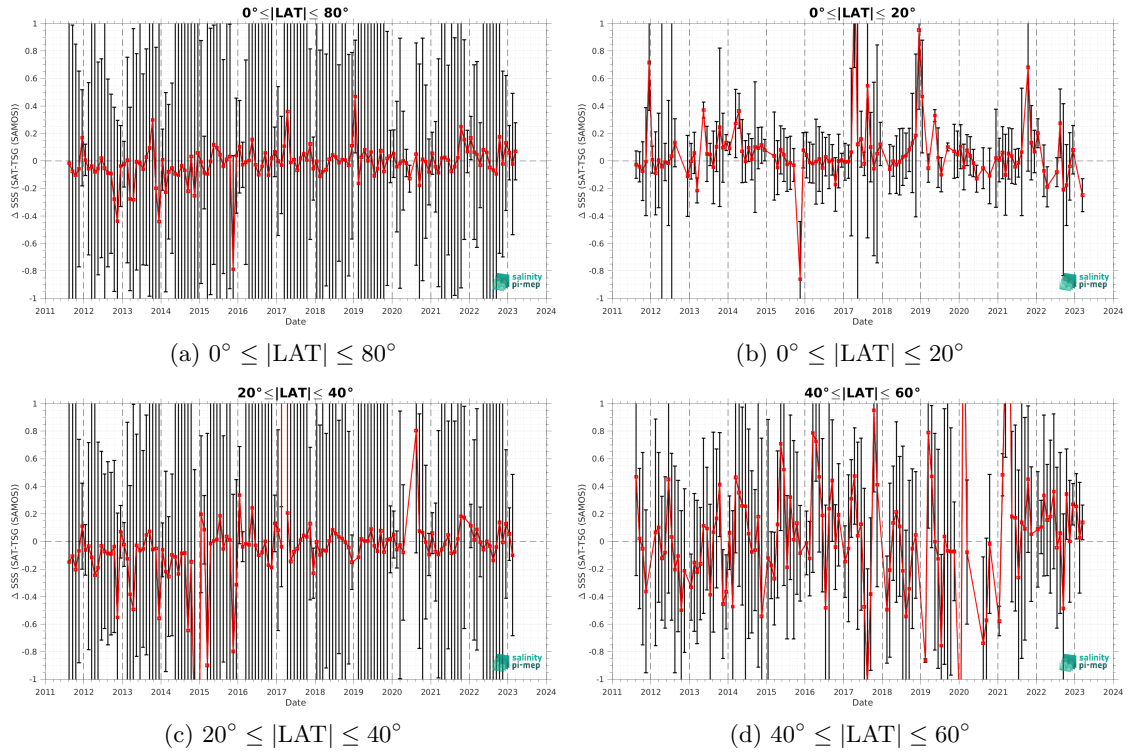 0°≤|LAT|≤ 80°
Δ SSS (SAT-TSG (SAMOS))
1
0.8
0.6
0.4
0.2
0
-0.2
-0.4
-0.6
-0.8
-1
2011 2012 2013 2014 2015 2016 2017 2018 2019 2020 2021 2022 2023 2024
Date
salinity
pi-mep
(a) 0° ≤ |LAT| ≤ 80°
0°≤|LAT|≤ 20°
Δ SSS (SAT-TSG (SAMOS))
1
0.8
0.6
0.4
0.2
0
-0.2
-0.4
-0.6
-0.8
-1
2011 2012 2013 2014 2015 2016 2017 2018 2019 2020 2021 2022 2023 2024
Date
salinity
pi-mep
(b) 0° ≤ |LAT| ≤ 20°
20°≤|LAT|≤ 40°
Δ SSS (SAT-TSG (SAMOS))
1
0.8
0.6
0.4
0.2
0
-0.2
-0.4
-0.6
-0.8
-1
2011 2012 2013 2014 2015 2016 2017 2018 2019 2020 2021 2022 2023 2024
Date
salinity
pi-mep
(c) 20° ≤ |LAT| ≤ 40°
40°≤|LAT|≤ 60°
Δ SSS (SAT-TSG (SAMOS))
1
0.8
0.6
0.4
0.2
0
-0.2
-0.4
-0.6
-0.8
-1
2011 2012 2013 2014 2015 2016 2017 2018 2019 2020 2021 2022 2023 2024
Date
salinity
pi-mep
(d) 40° ≤ |LAT| ≤ 60°